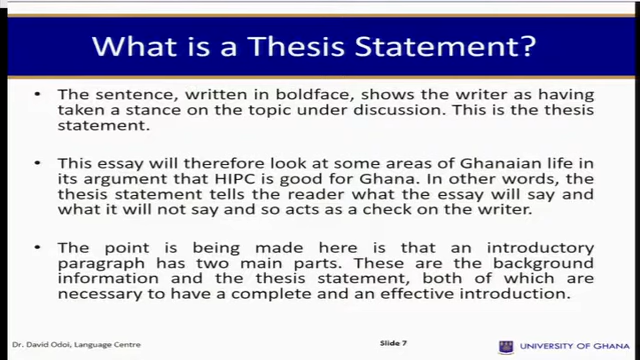 What is a Thesis Statement?
• The sentence, written in boldface, shows the writer as having
taken a stance on the topic under discussion. This is the thesis
statement.
• This essay will therefore look at some areas of Ghanaian life in
its argument that HIPC is good for Ghana. In other words, the
thesis statement tells the reader what the essay will say and
what it will not say and so acts as a check on the writer.
• The point is being made here is that an introductory
paragraph has two main parts. These are the background
information and the thesis statement, both of which are
necessary to have a complete and an effective introduction.
Dr. David Odoi, Language Centre
Slide 7
UNIVERSITY OF GHANA